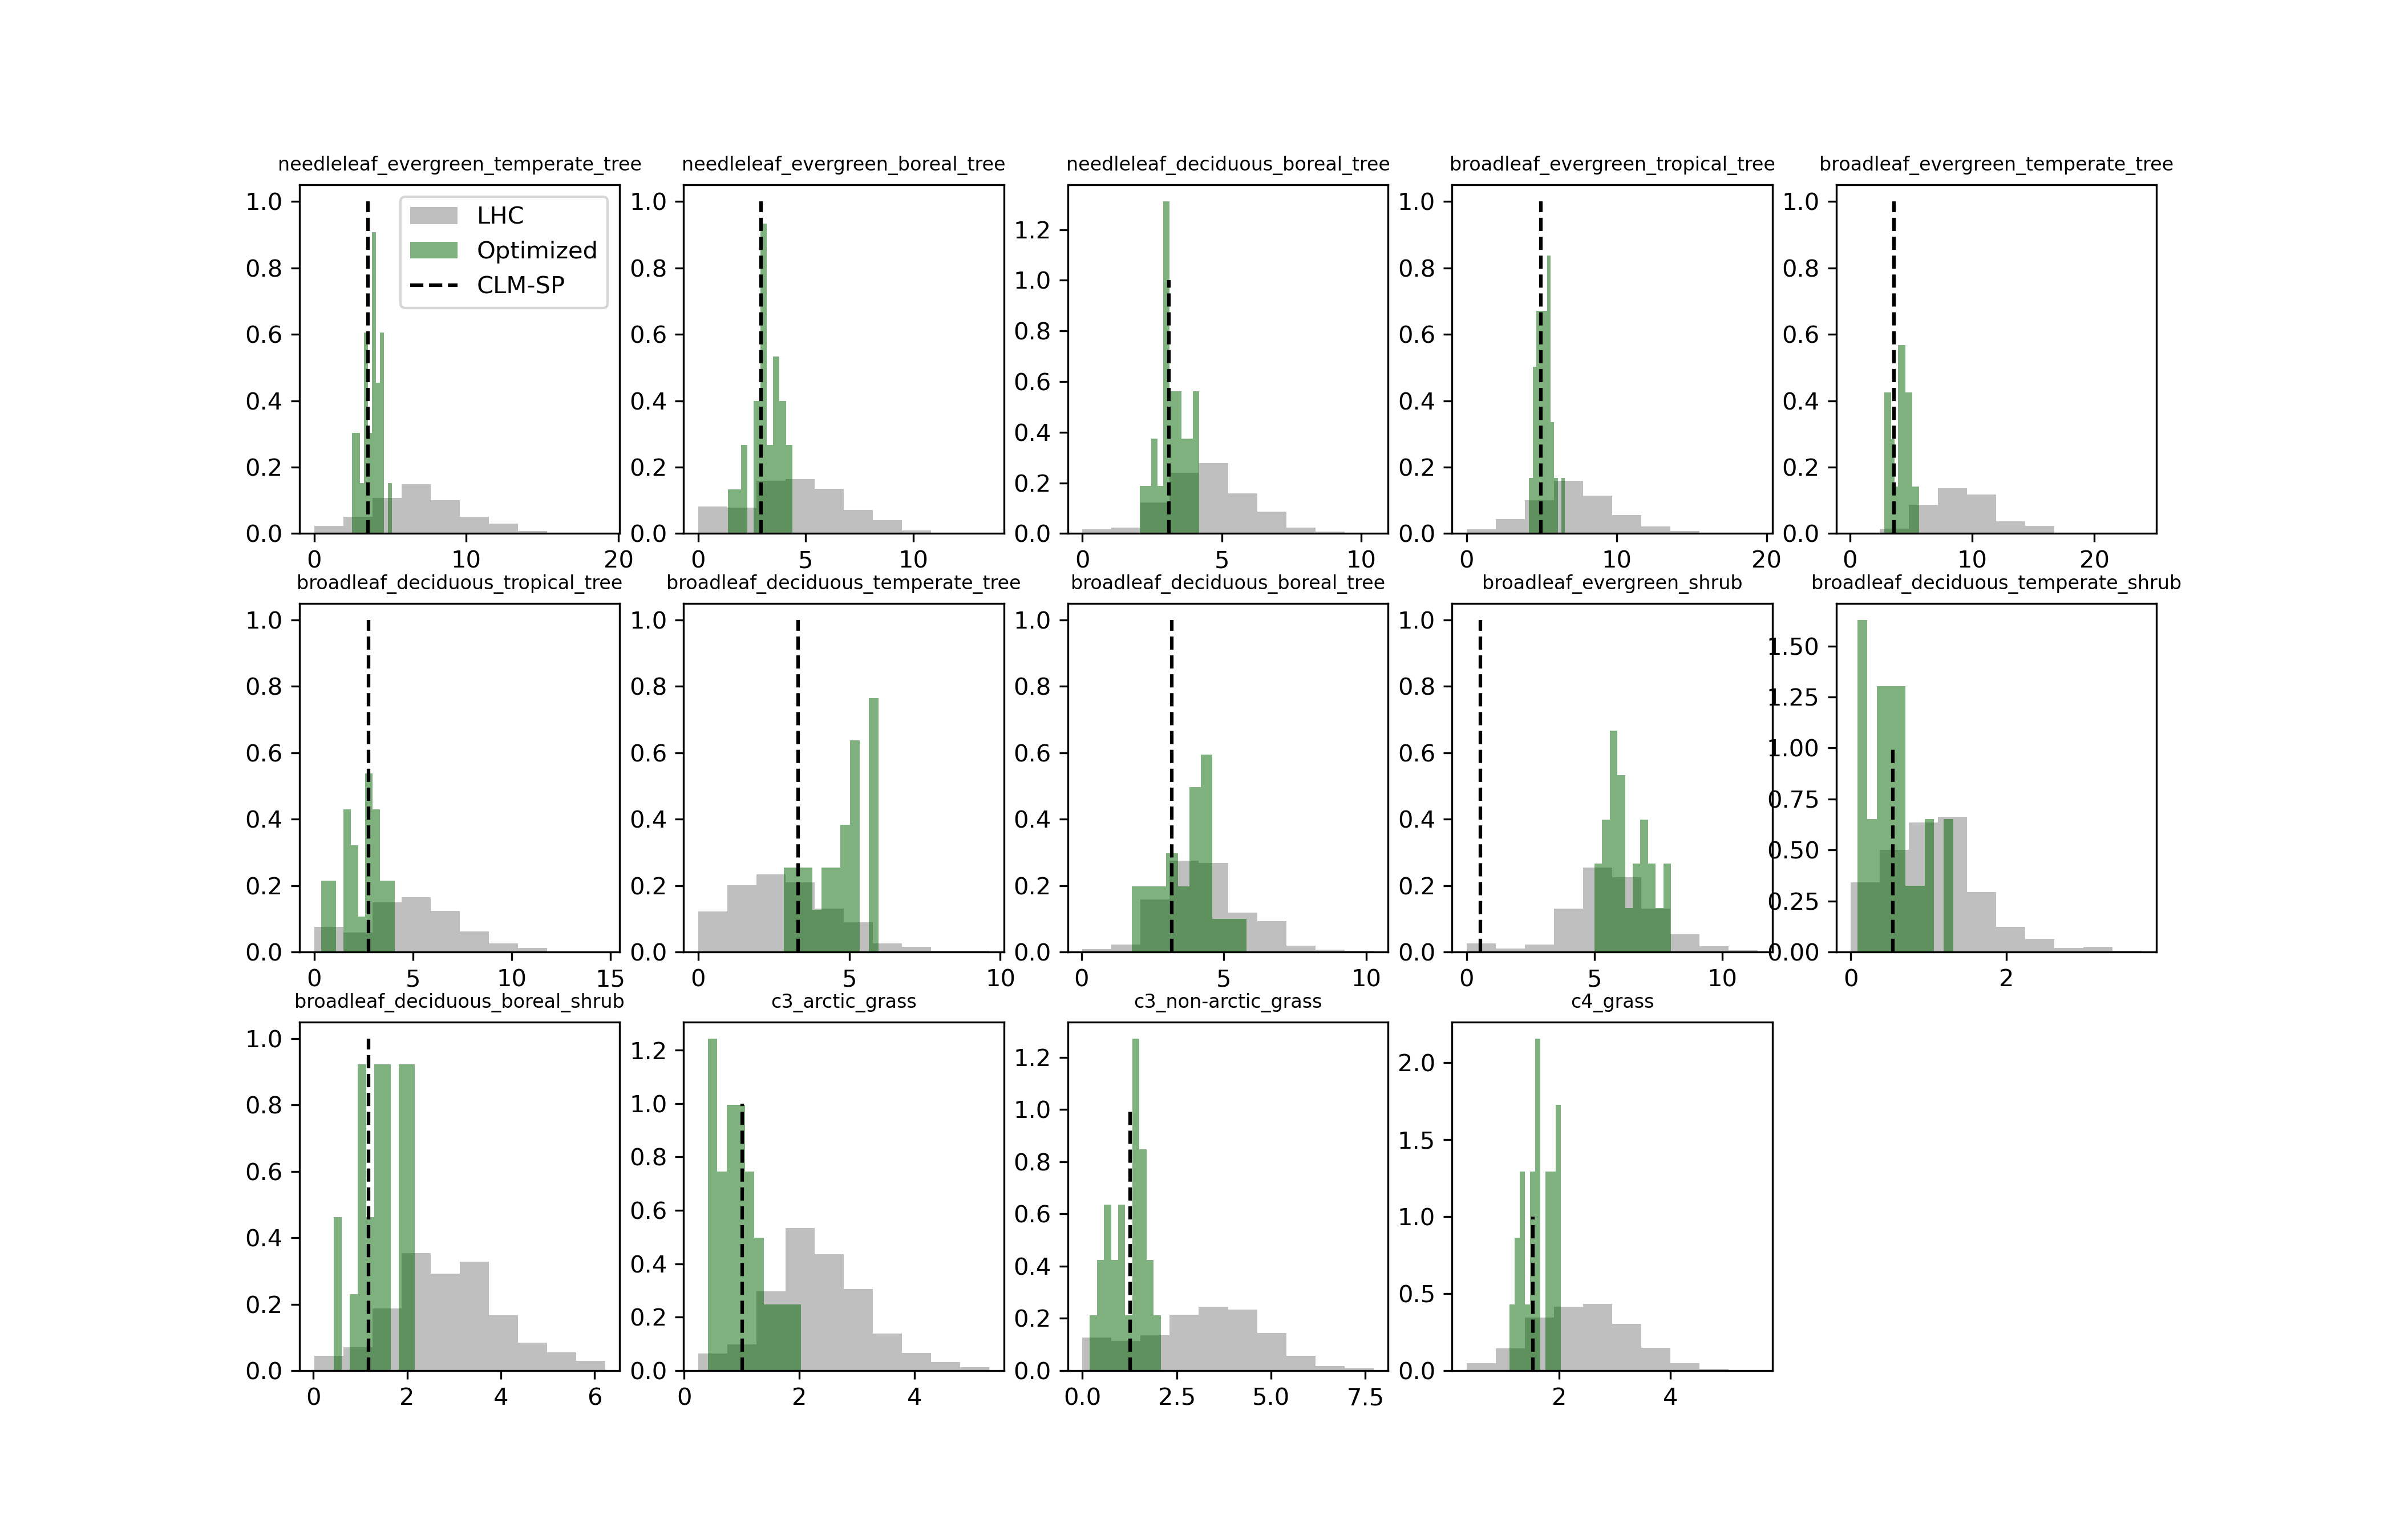 needleleaf_evergreen_temperate_tree needleleaf_evergreen_boreal_tree needleleaf_deciduous_boreal_tree broadleaf_evergreen_tropical_tree broadleaf_evergreen_temperate_tree
LHC
Optimized
CLM-SP
1.0 0.8 0.6 0.4 0.2 0.0
0 10 20
1.0 0.8 0.6 0.4 0.2 0.0
0 5 10
1.2 1.0 0.8 0.6 0.4 0.2 0.0
0 5 10
1.0 0.8 0.6 0.4 0.2 0.0
0 10 20
1.0 0.8 0.6 0.4 0.2 0.0
0 10 20
broadleaf_deciduous_tropical_tree broadleaf_deciduous_temperate_tree broadleaf_deciduous_boreal_tree broadleaf_evergreen_shrub broadleaf_deciduous_temperate_shrub
1.0 0.8 0.6 0.4 0.2 0.0
0 5 10 15
1.0 0.8 0.6 0.4 0.2 0.0
0 5 10
1.0 0.8 0.6 0.4 0.2 0.0
0 5 10
1.0 0.8 0.6 0.4 0.2 0.0
0 5 10
1.50 1.25 1.00 0.75 0.50 0.25 0.00
0 2
broadleaf_deciduous_boreal_shrub c3_arctic_grass c3_non-arctic_grass c4_grass
1.0 0.8 0.6 0.4 0.2 0.0
0 2 4 6
1.2 1.0 0.8 0.6 0.4 0.2 0.0
0 2 4
1.2 1.0 0.8 0.6 0.4 0.2 0.0
0.0 2.5 5.0 7.5
2.0 1.5 1.0 0.5 0.0
2 4